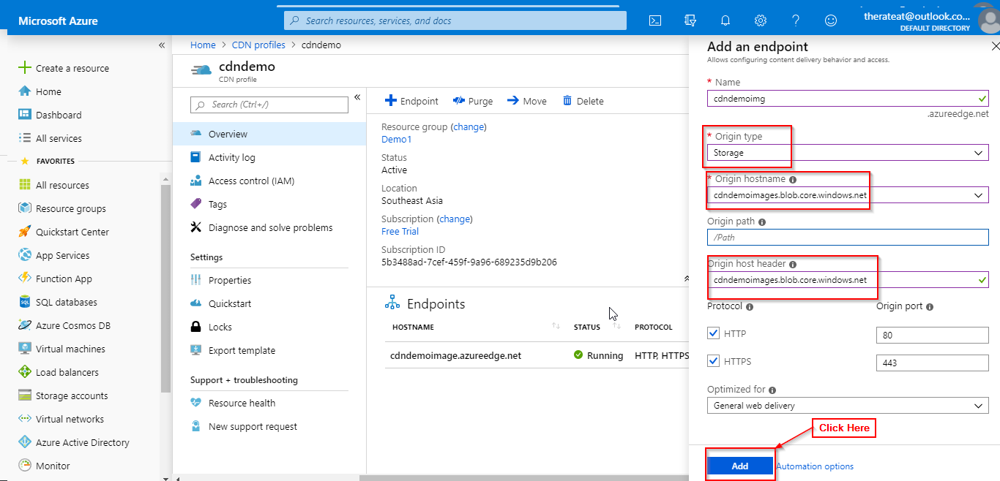 Microsoft Azure
Search resources, services, and docs
therateat@outlook.co...
DEFAULT DIRECTORY
«
Create a resource
Home
Dashboard
All services
FAVORITES
All resources
Resource groups
Quickstart Center
App Services
Function App
SQL databases
Azure Cosmos DB
Virtual machines
Load balancers
Storage accounts
Virtual networks
Azure Active Directory
Monitor
Home > CDN profiles > cdndemo
cdndemo
CDN profile
Search (Ctrl+/)
«
Overview
Activity log
Access control (IAM)
Tags
Diagnose and solve problems
Settings
Properties
Quickstart
Locks
Export template
Support + troubleshooting
Resource health
New support request
Endpoint Purge Move Delete
Resource group (change)
Demo1
Status
Active
Location
Southeast Asia
Subscription (change)
Free Trial
Subscription ID
5b3488ad-7cef-459f-9a96-689235d9b206
Endpoints
HOSTNAME STATUS PROTOCOL
cdndemoimage.azureedge.net Running HTTP, HTTPS
Add an endpoint
Allows configuring content delivery behavior and access.
* Name
cdndemoimg
.azureedge.net
* Origin type
Storage
* Origin hostname
cdndemoimages.blob.core.windows.net
Origin path
/Path
Origin host header
cdndemoimages.blob.core.windows.net
Protocol Origin port
HTTP 80
HTTPS 443
Optimized for
General web delivery
Click Here
Add Automation options